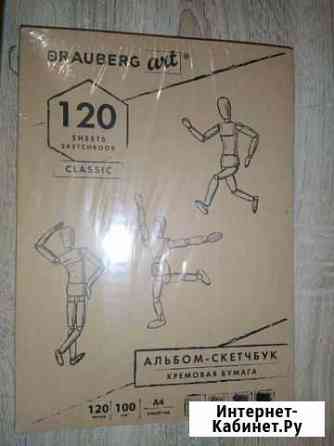 BRAUBERG art®
120
SHEETS
SKETCHBOOK
CLASSIC
АЛЬБОМ-СКЕТЧБУК
КРЕМОВАЯ БУМАГА
120 100 A4
Интернет-
Кабинет.Ру